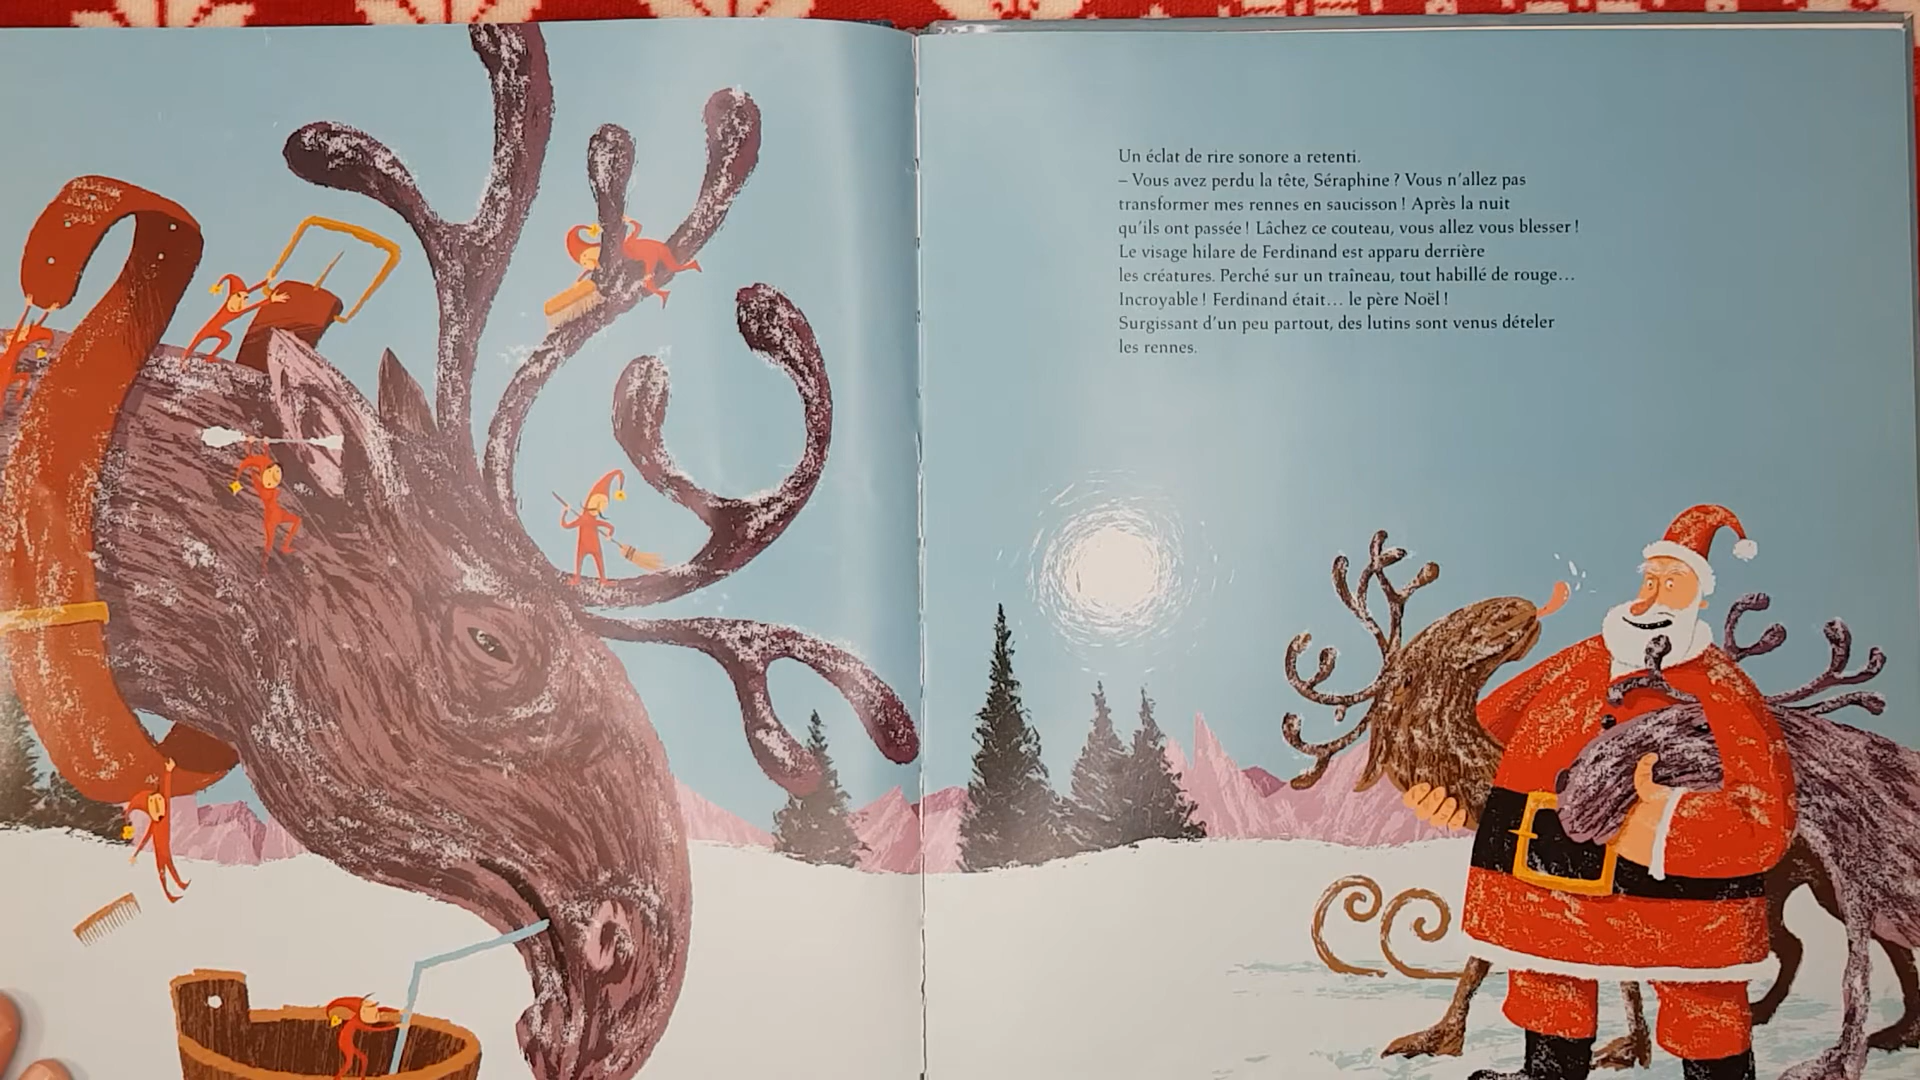 Un éclat de rire sonore a retenti.
– Vous avez perdu la tête, Séraphine ? Vous n'allez pas
transformer mes rennes en saucisson ! Après la nuit
qu'ils ont passée ! Lâchez ce couteau, vous allez vous blesser !
Le visage hilare de Ferdinand est apparu derrière
les créatures. Perché sur un traîneau, tout habillé de rouge…
Incroyable ! Ferdinand était… le père Noël !
Surgissant d'un peu partout, des lutins sont venus dételer
les rennes.